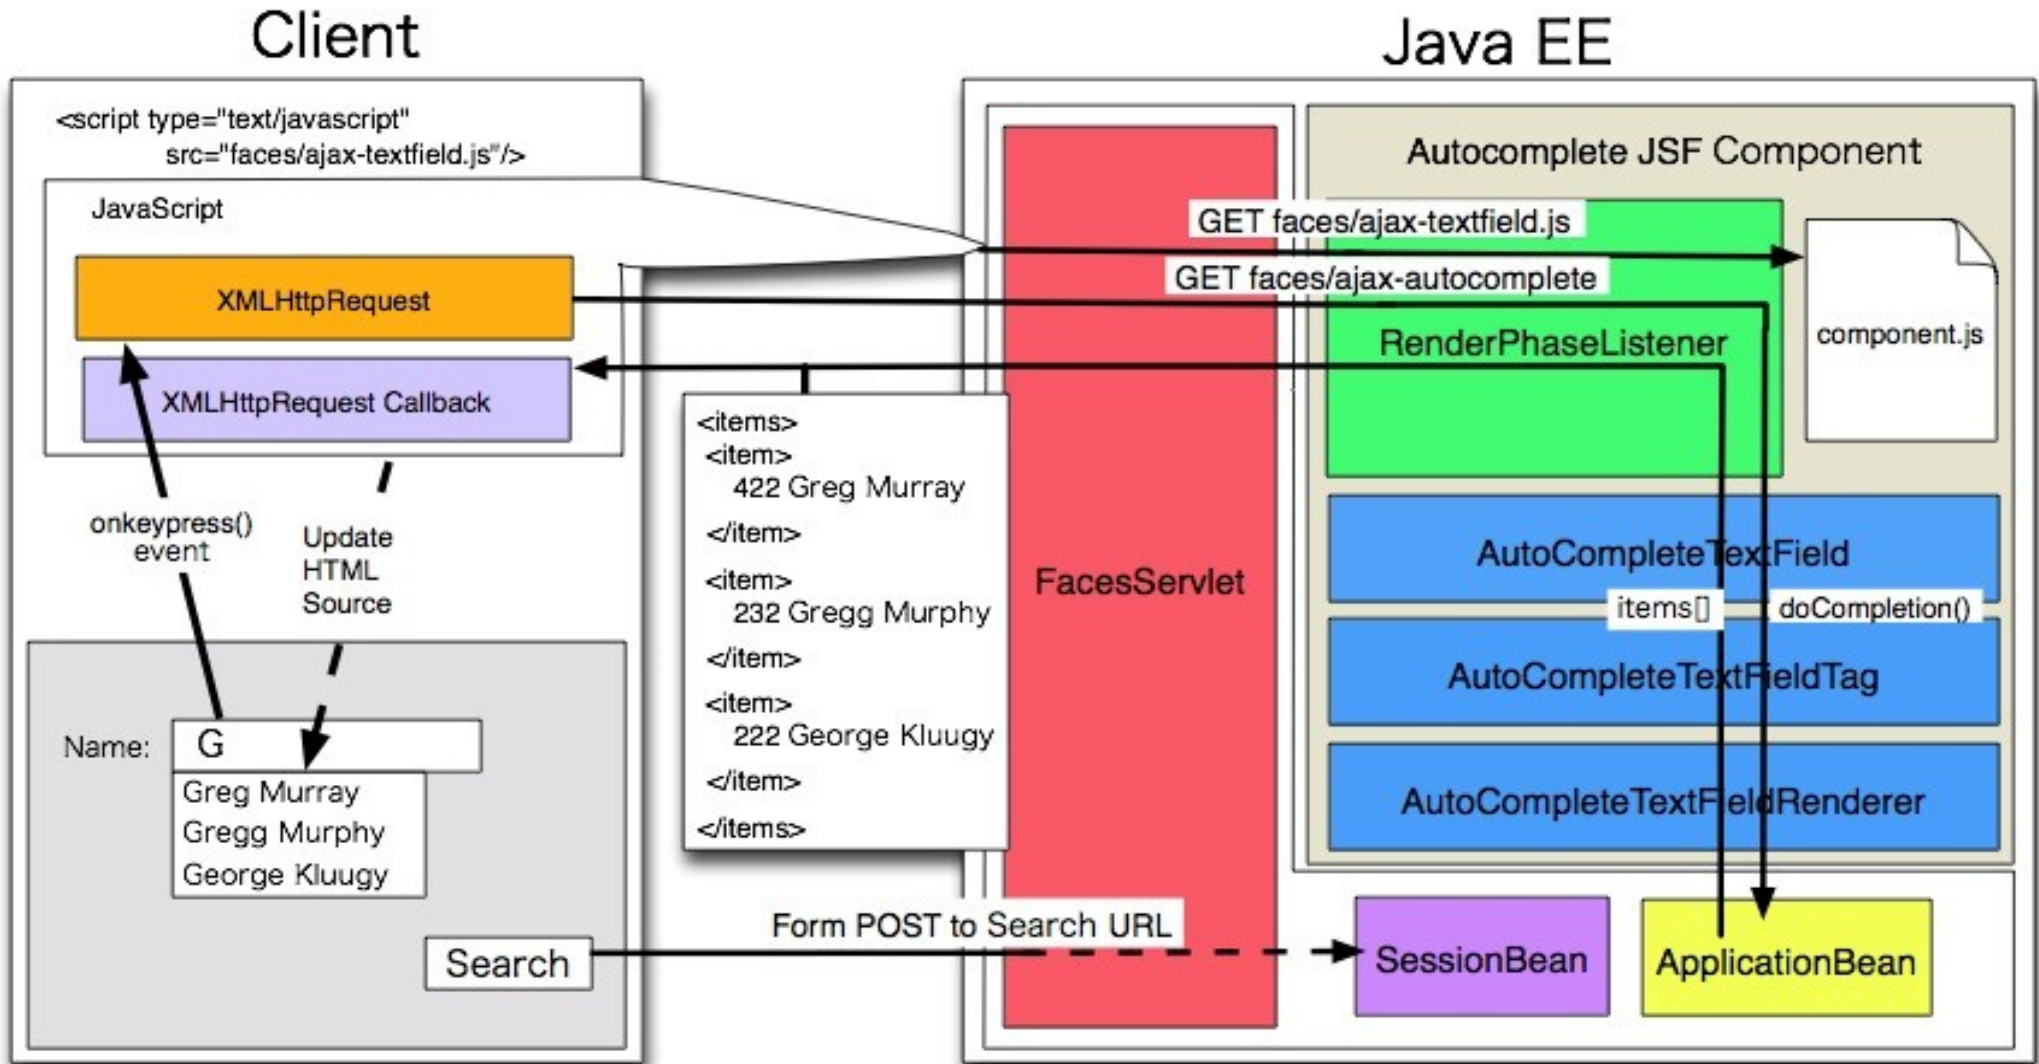 Client
Java EE
<script type="text/javascript"
src="faces/ajax-textfield.js"/>
JavaScript
XMLHttpRequest
XMLHttpRequest Callback
onkeypress()
event
Update
HTML
Source
Name:
G
Greg Murray
Gregg Murphy
George Kluugy
Search
<items>
<item>
422 Greg Murray
</item>
<item>
232 Gregg Murphy
</item>
<item>
222 George Kluugy
</item>
</items>
Form POST to Search URL
FacesServlet
Autocomplete JSF Component
GET faces/ajax-textfield.js
GET faces/ajax-autocomplete
RenderPhaseListener
component.js
AutoCompleteTextField
items[]
doCompletion()
AutoCompleteTextFieldTag
AutoCompleteTextFieldRenderer
SessionBean
ApplicationBean